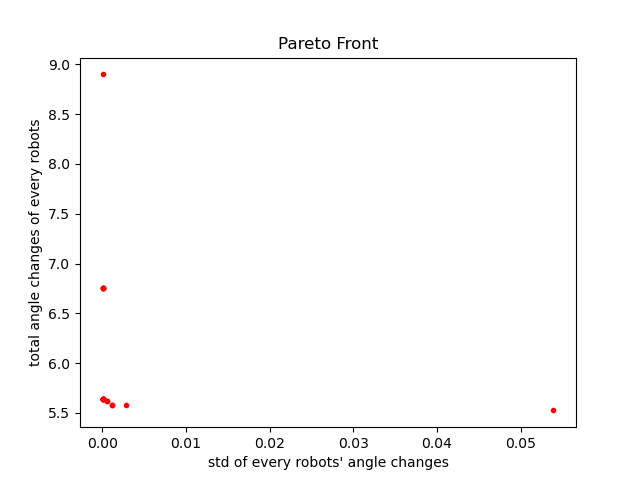 Pareto Front
total angle changes of every robots
9.0
8.5
8.0
7.5
7.0
6.5
6.0
5.5
0.00 0.01 0.02 0.03 0.04 0.05
std of every robots' angle changes